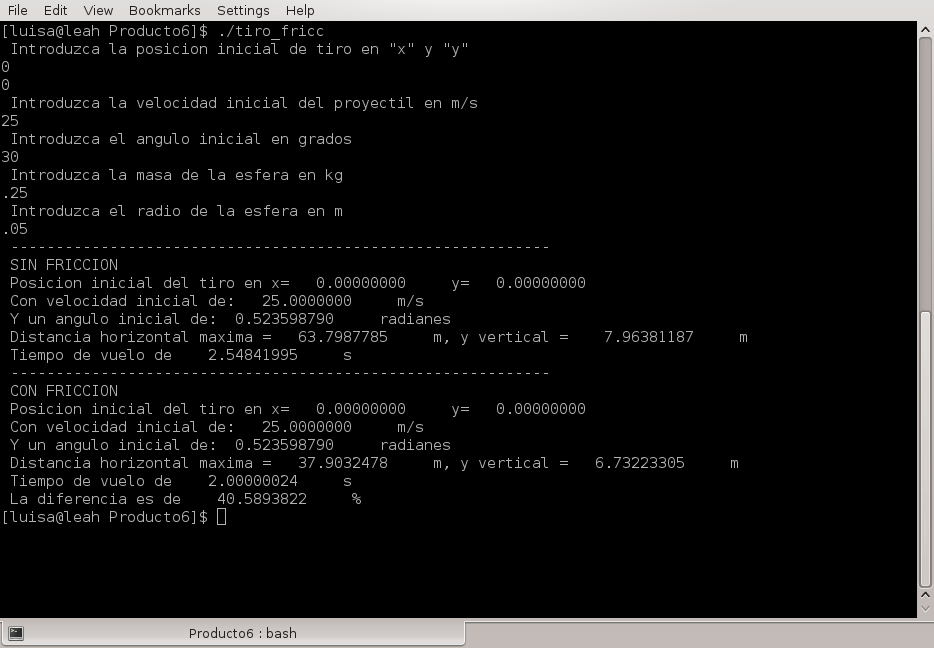 File Edit View Bookmarks Settings Help
[luisa@leah Producto6]$ ./tiro_fricc
Introduzca la posicion inicial de tiro en "x" y "y"
0
0
Introduzca la velocidad inicial del proyectil en m/s
25
Introduzca el angulo inicial en grados
30
Introduzca la masa de la esfera en kg
.25
Introduzca el radio de la esfera en m
.05
------------------------------------------------------------
SIN FRICCION
Posicion inicial del tiro en x= 0.00000000 y= 0.00000000
Con velocidad inicial de: 25.0000000 m/s
Y un angulo inicial de: 0.523598790 radianes
Distancia horizontal maxima = 63.7987785 m, y vertical = 7.96381187 m
Tiempo de vuelo de 2.54841995 s
------------------------------------------------------------
CON FRICCION
Posicion inicial del tiro en x= 0.00000000 y= 0.00000000
Con velocidad inicial de: 25.0000000 m/s
Y un angulo inicial de: 0.523598790 radianes
Distancia horizontal maxima = 37.9032478 m, y vertical = 6.73223305 m
Tiempo de vuelo de 2.00000024 s
La diferencia es de 40.5893822 %
[luisa@leah Producto6]$
Producto6 : bash